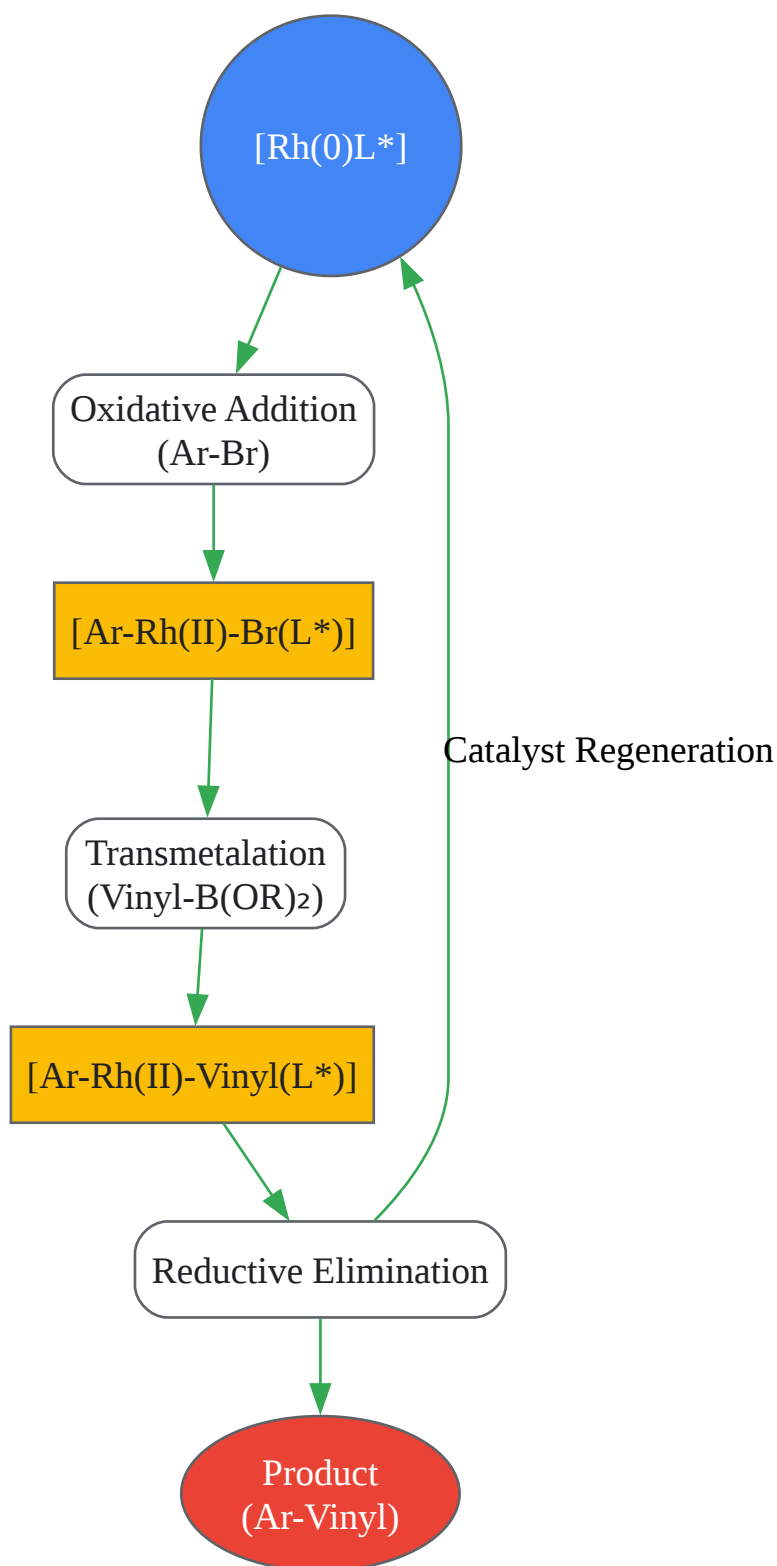 [Rh(0)L*]
Oxidative Addition
(Ar-Br)
[Ar-Rh(II)-Br(L*)]
Catalyst Regeneration
Transmetalation
(Vinyl-B(OR)₂)
[Ar-Rh(II)-Vinyl(L*)]
Reductive Elimination
Product
(Ar-Vinyl)